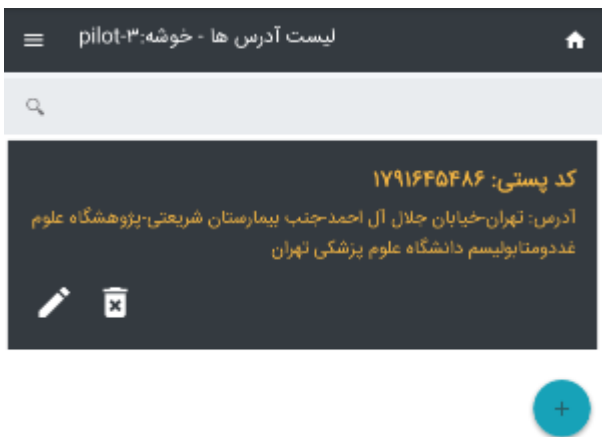 لیست آدرس ها - خوشه:pilot-۳
کد پستی: ۱۷۹۱۶۴۵۴۸۶
آدرس: تهران-خیابان جلال آل احمد-جنب بیمارستان شریعتی-پژوهشگاه علوم
غددومتابولیسم دانشگاه علوم پزشکی تهران